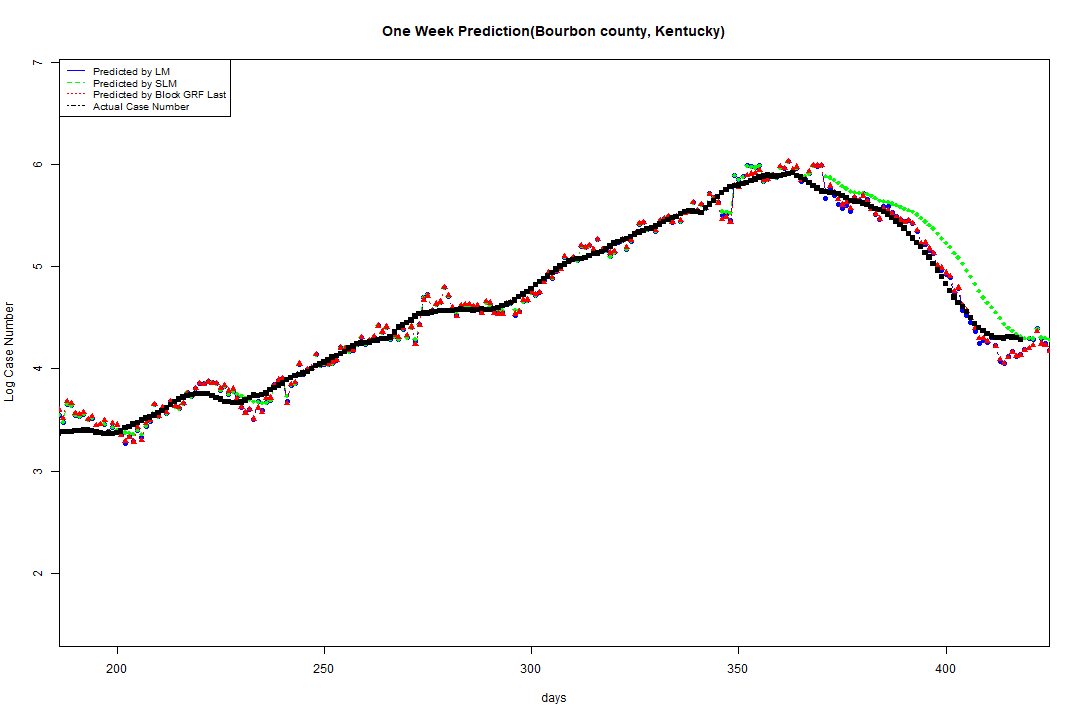 One Week Prediction(Bourbon county, Kentucky)
Predicted by LM
Predicted by SLM
Predicted by Block GRF Last
Actual Case Number
7
6
5
4
3
2
Log Case Number
200 250 300 350 400
days